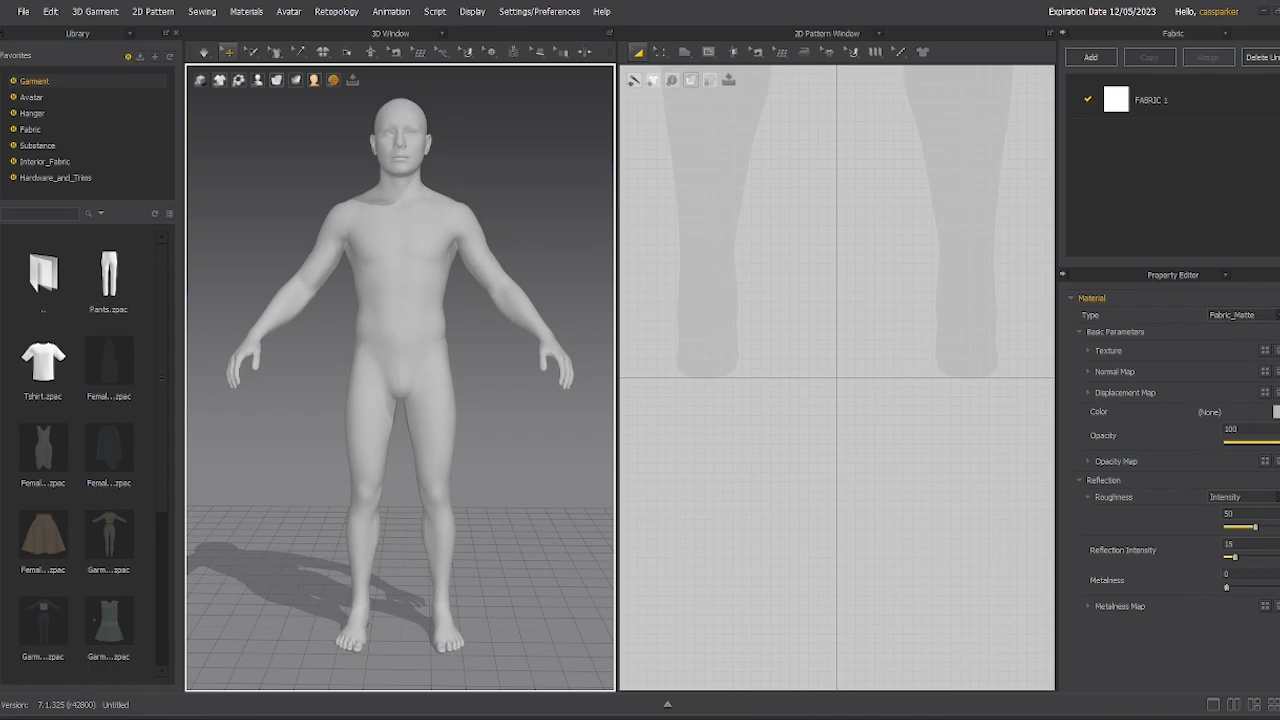 File Edit 3D Garment 2D Pattern Sewing Materials Avatar Retopology Animation Script Display Settings/Preferences Help Expiration Date 12/05/2023 Hello, cassparker
Library 3D Window 2D Pattern Window Fabric
Favorites
Add Copy Assign Delete Un
Garment
Avatar
Hanger
Fabric
Substance
Interior_Fabric
Hardware_and_Trims
FABRIC 1
.. Pants.zpac
Tshirt.zpac Femal...zpac
Femal...zpac Femal...zpac
Femal...zpac Garm...zpac
Garm...zpac Garm...zpac
Property Editor
Material
Type Fabric_Matte
Basic Parameters
Texture
Normal Map
Displacement Map
Color (None)
Opacity 100
Opacity Map
Reflection
Roughness Intensity
50
Reflection Intensity 15
Metalness 0
Metalness Map
Version: 7.1.325 (r42800) Untitled